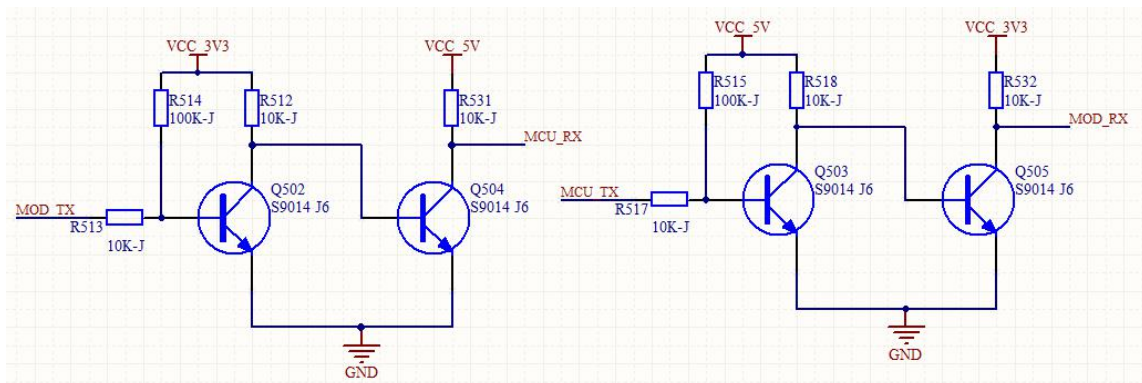 VCC_3V3
R514
100K-J
R512
10K-J
VCC_5V
R531
10K-J
MCU_RX
Q502
S9014 J6
Q504
S9014 J6
MOD_TX
R513
10K-J
GND
VCC_5V
R515
100K-J
R518
10K-J
VCC_3V3
R532
10K-J
MOD_RX
Q503
S9014 J6
Q505
S9014 J6
MCU_TX
R517
10K-J
GND